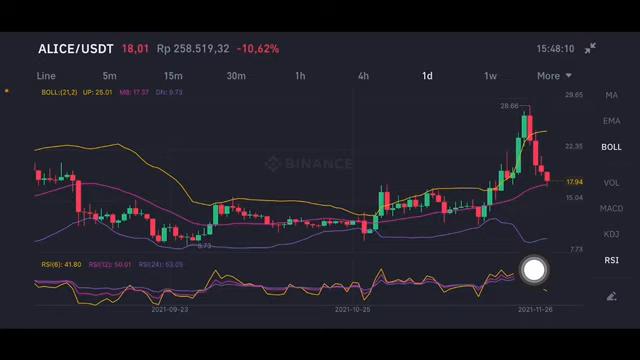 ALICE/USDT 18,01 Rp 258.519,32 -10,62% 15:48:10
Line 5m 15m 30m 1h 4h 1d 1w More
BOLL:(21,2) UP: 25.01 MB: 17.37 DN: 9.73
29.65
MA
28.66
EMA
22.35
BOLL
BINANCE
17.94
VOL
15.04
MACD
KDJ
8.73
7.73
RSI(6): 41.80 RSI(12): 50.01 RSI(24): 53.05
RSI
2021-09-23 2021-10-25 2021-11-26